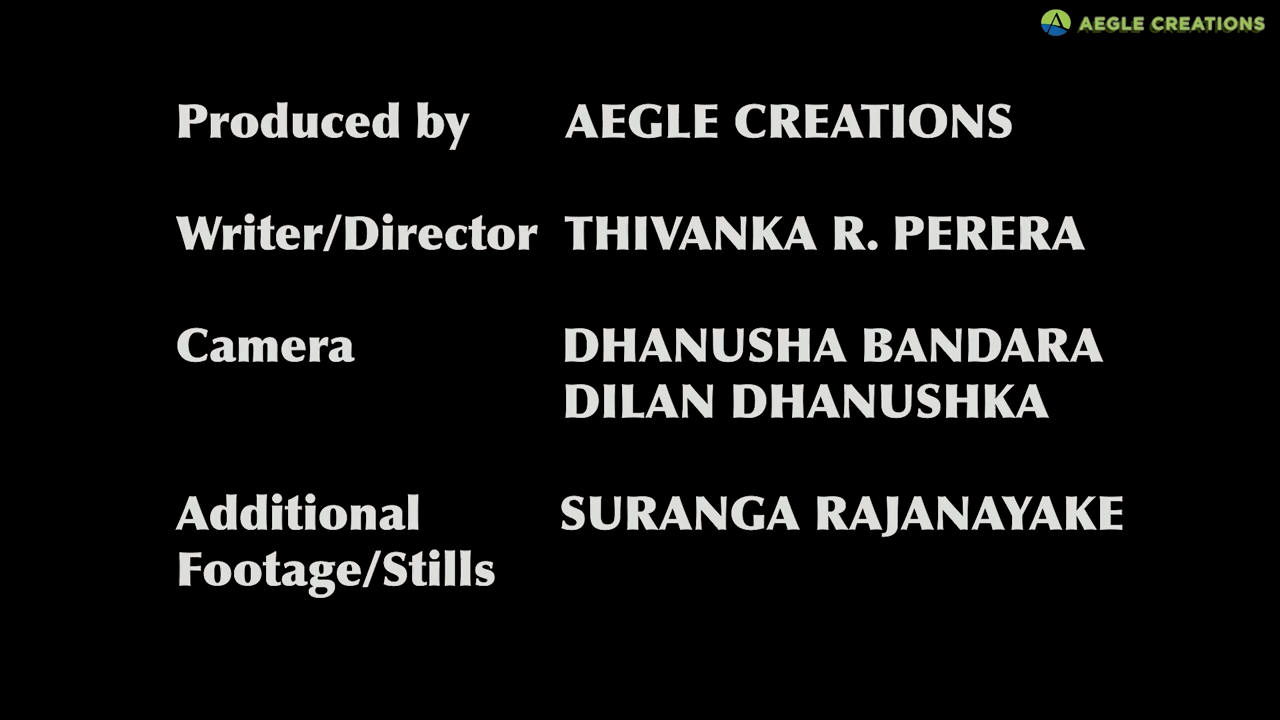 AEGLE CREATIONS
Produced by AEGLE CREATIONS
Writer/Director THIVANKA R. PERERA
Camera DHANUSHA BANDARA
DILAN DHANUSHKA
Additional SURANGA RAJANAYAKE
Footage/Stills